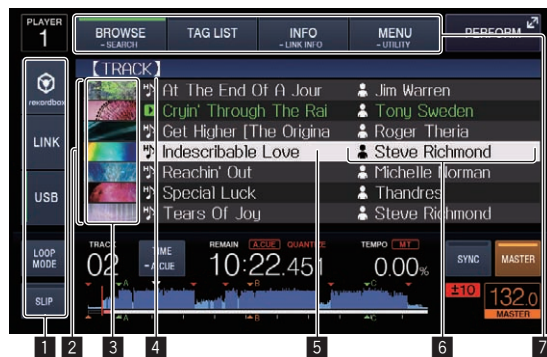 PLAYER
1
BROWSE
- SEARCH
TAG LIST
INFO
- LINK INFO
MENU
- UTILITY
PERFORM
rekordbox
LINK
USB
LOOP
MODE
SLIP
【TRACK】
At The End Of A Jour
Jim Warren
Cryin' Through The Rai
Tony Sweden
Get Higher [The Origina
Roger Theria
Indescribable Love
Steve Richmond
Reachin' Out
Michelle Norman
Special Luck
Thandres
Tears Of Joy
Steve Richmond
TRACK
02
TIME
- A.CUE
REMAIN
A.CUE
QUANTIZE
10:22.451
TEMPO
MT
0.00%
SYNC
MASTER
±10
132.0
MASTER
A
B
C
A
B
C
1 2 3 4 5 6 7